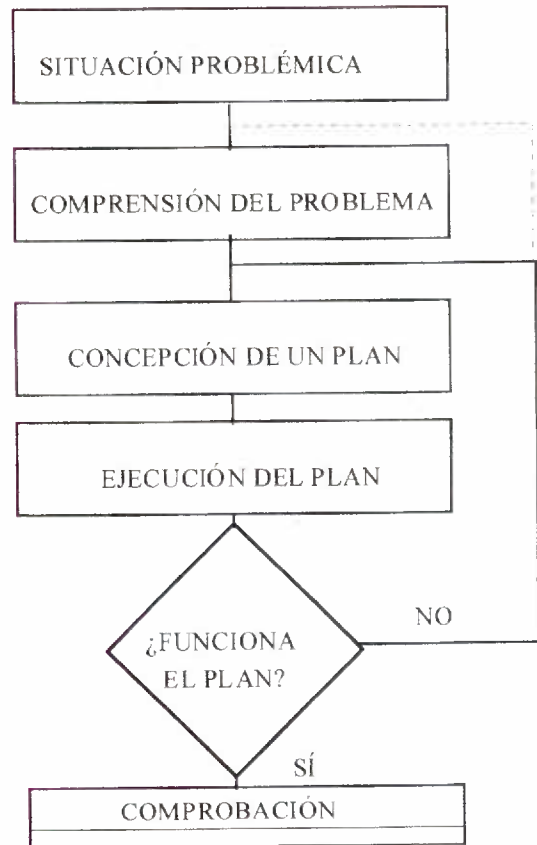 SITUACIÓN PROBLÉMICA
COMPRENSIÓN DEL PROBLEMA
CONCEPCIÓN DE UN PLAN
EJECUCIÓN DEL PLAN
¿FUNCIONA
EL PLAN?
NO
SÍ
COMPROBACIÓN